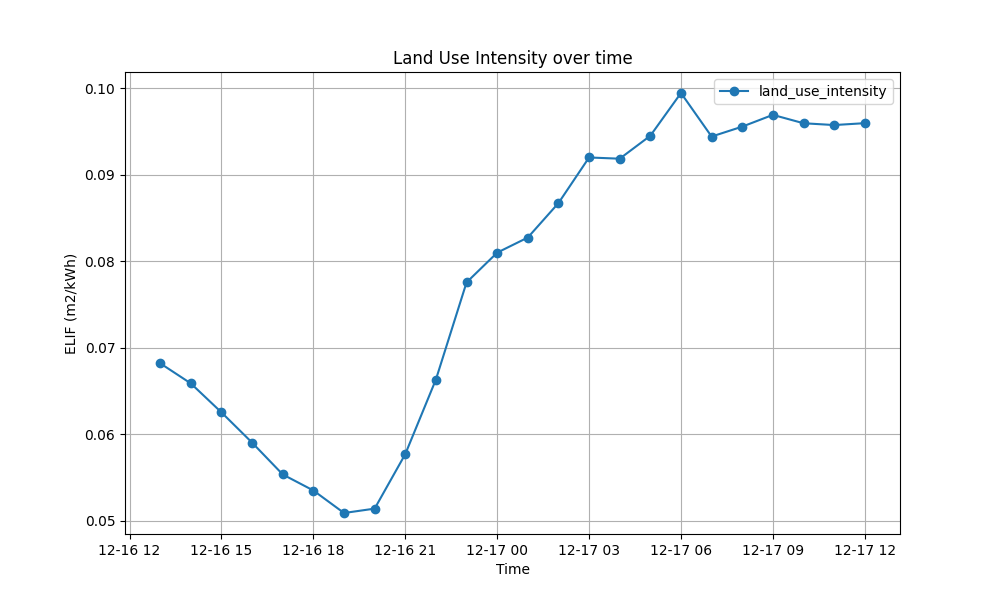 Land Use Intensity over time
land_use_intensity
0.10
0.09
0.08
0.07
0.06
0.05
ELIF (m2/kWh)
12-16 12 12-16 15 12-16 18 12-16 21 12-17 00 12-17 03 12-17 06 12-17 09 12-17 12
Time